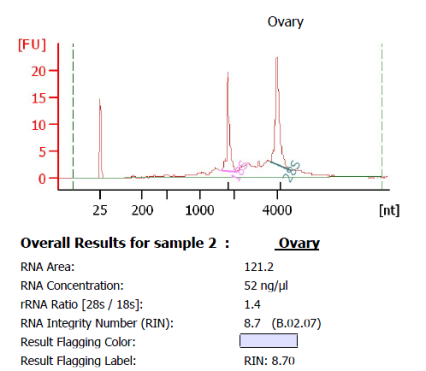 Ovary
[FU]
20
15
10
5
0
25 200 1000 4000 [nt]
Overall Results for sample 2 : Ovary
RNA Area: 121.2
RNA Concentration: 52 ng/µl
rRNA Ratio [28s / 18s]: 1.4
RNA Integrity Number (RIN): 8.7 (B.02.07)
Result Flagging Color:
Result Flagging Label: RIN: 8.70